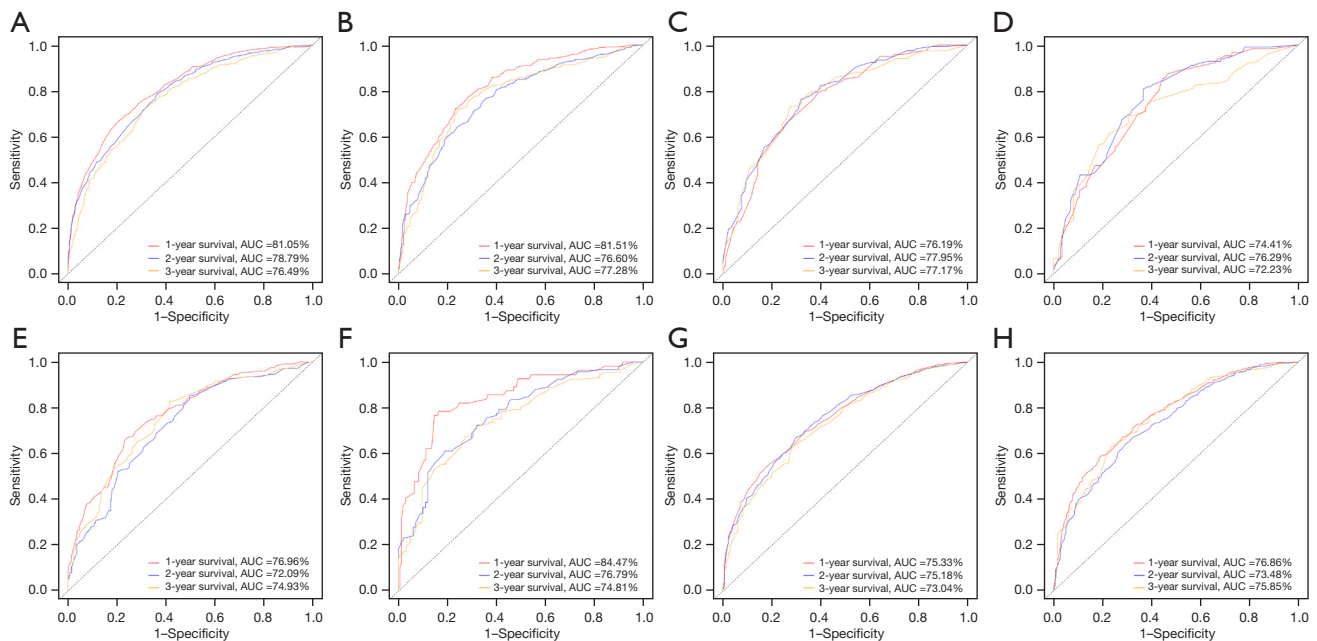 A
1.0
0.8
0.6
0.4
0.2
0.0
Sensitivity
1-year survival, AUC =81.05%
2-year survival, AUC =78.79%
3-year survival, AUC =76.49%
0.0 0.2 0.4 0.6 0.8 1.0
1–Specificity
B
1.0
0.8
0.6
0.4
0.2
0.0
Sensitivity
1-year survival, AUC =81.51%
2-year survival, AUC =76.60%
3-year survival, AUC =77.28%
0.0 0.2 0.4 0.6 0.8 1.0
1–Specificity
C
1.0
0.8
0.6
0.4
0.2
0.0
Sensitivity
1-year survival, AUC =76.19%
2-year survival, AUC =77.95%
3-year survival, AUC =77.17%
0.0 0.2 0.4 0.6 0.8 1.0
1–Specificity
D
1.0
0.8
0.6
0.4
0.2
0.0
Sensitivity
1-year survival, AUC =74.41%
2-year survival, AUC =76.29%
3-year survival, AUC =72.23%
0.0 0.2 0.4 0.6 0.8 1.0
1–Specificity
E
1.0
0.8
0.6
0.4
0.2
0.0
Sensitivity
1-year survival, AUC =76.96%
2-year survival, AUC =72.09%
3-year survival, AUC =74.93%
0.0 0.2 0.4 0.6 0.8 1.0
1–Specificity
F
1.0
0.8
0.6
0.4
0.2
0.0
Sensitivity
1-year survival, AUC =84.47%
2-year survival, AUC =76.79%
3-year survival, AUC =74.81%
0.0 0.2 0.4 0.6 0.8 1.0
1–Specificity
G
1.0
0.8
0.6
0.4
0.2
0.0
Sensitivity
1-year survival, AUC =75.33%
2-year survival, AUC =75.18%
3-year survival, AUC =73.04%
0.0 0.2 0.4 0.6 0.8 1.0
1–Specificity
H
1.0
0.8
0.6
0.4
0.2
0.0
Sensitivity
1-year survival, AUC =76.86%
2-year survival, AUC =73.48%
3-year survival, AUC =75.85%
0.0 0.2 0.4 0.6 0.8 1.0
1–Specificity